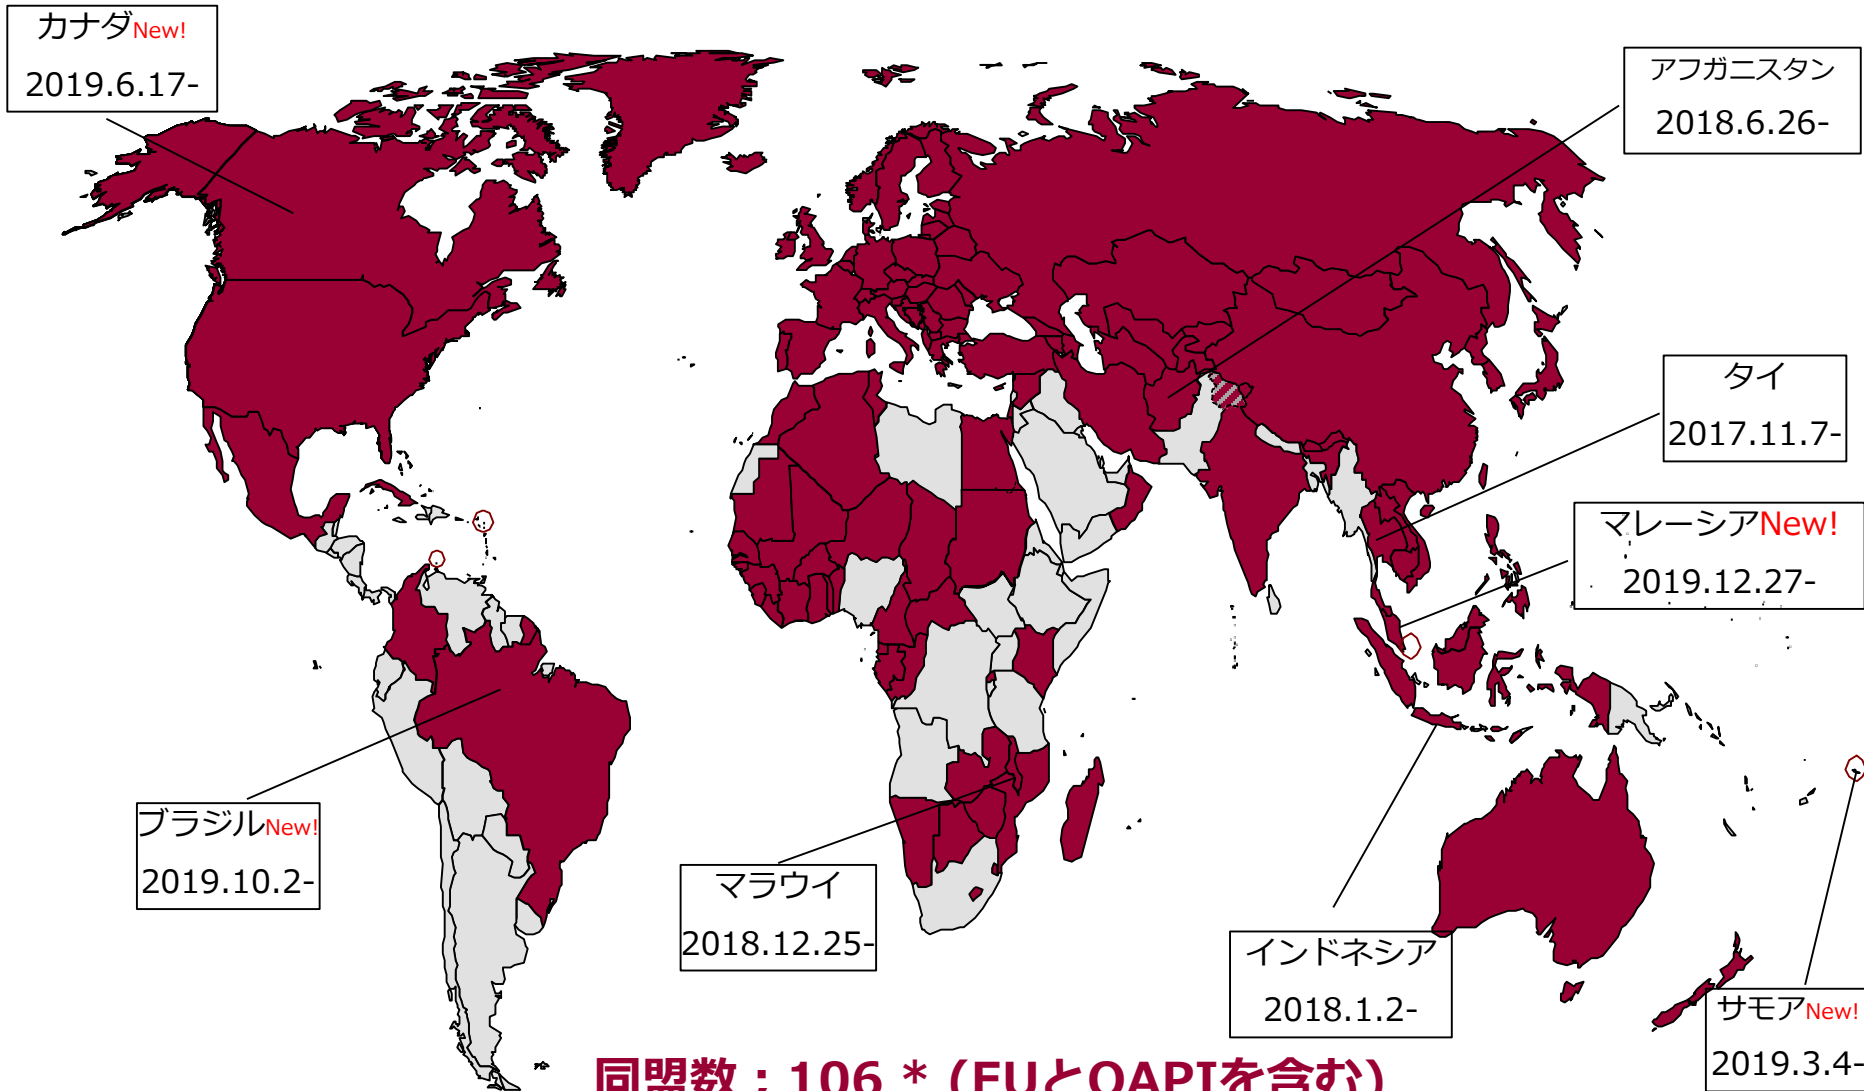 カナダNew!
2019.6.17-
アフガニスタン
2018.6.26-
タイ
2017.11.7-
マレーシアNew!
2019.12.27-
ブラジルNew!
2019.10.2-
マラウイ
2018.12.25-
インドネシア
2018.1.2-
サモアNew!
2019.3.4-
同盟数；106 * (EUとOAPIを含む)